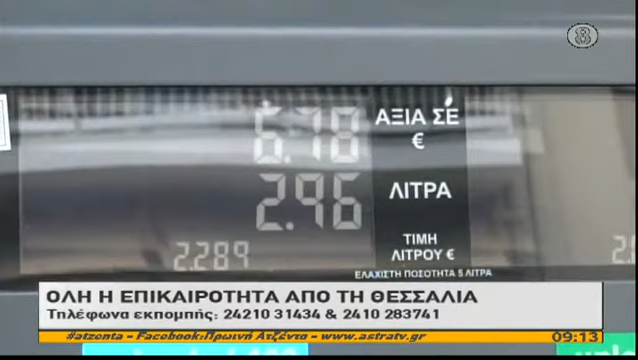 8
6.78 ΑΞΙΑ ΣΕ €
2.96 ΛΙΤΡΑ
2.289 ΤΙΜΗ ΛΙΤΡΟΥ €
ΕΛΑΧΙΣΤΗ ΠΟΣΟΤΗΤΑ 5 ΛΙΤΡΑ
ΟΛΗ Η ΕΠΙΚΑΙΡΟΤΗΤΑ ΑΠΟ ΤΗ ΘΕΣΣΑΛΙΑ
Τηλέφωνα εκπομπής: 24210 31434 & 2410 283741
#atzenta – Facebook:Πρωινή Ατζέντα – www.astratv.gr 09:13